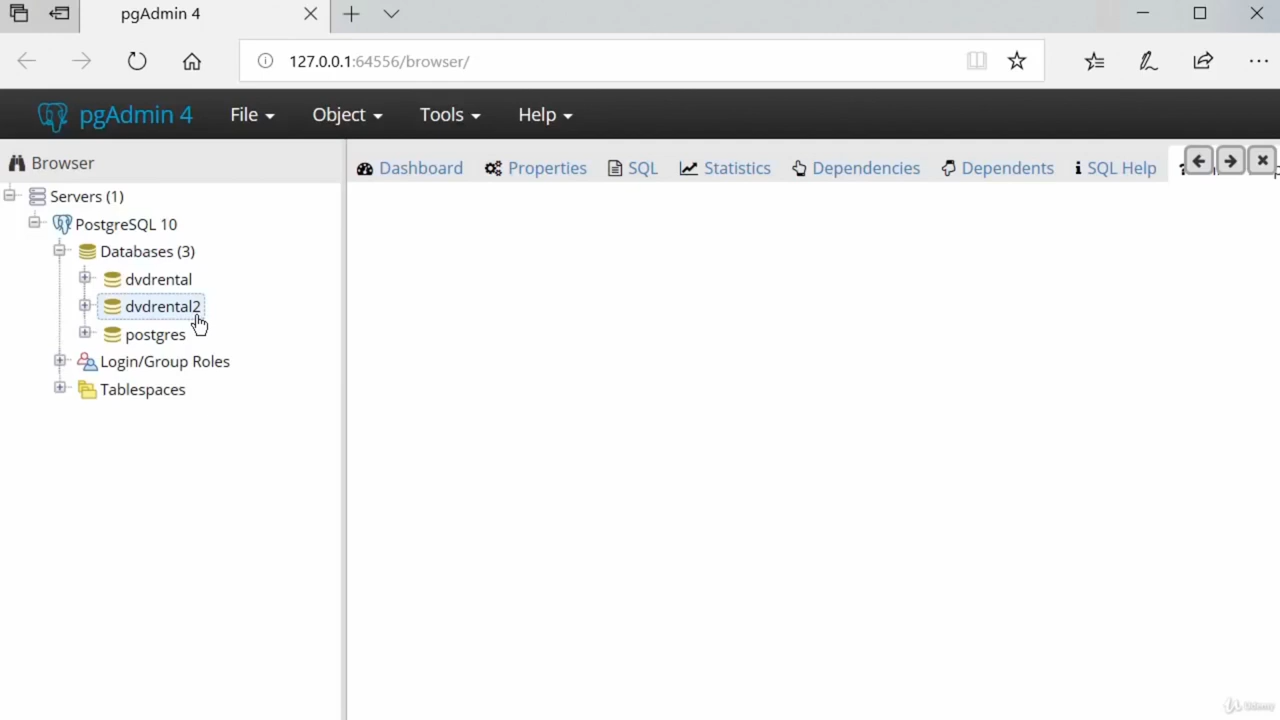 pgAdmin 4
127.0.0.1:64556/browser/
pgAdmin 4 File Object Tools Help
Browser
Dashboard Properties SQL Statistics Dependencies Dependents SQL Help
Servers (1)
PostgreSQL 10
Databases (3)
dvdrental
dvdrental2
postgres
Login/Group Roles
Tablespaces
Udemy